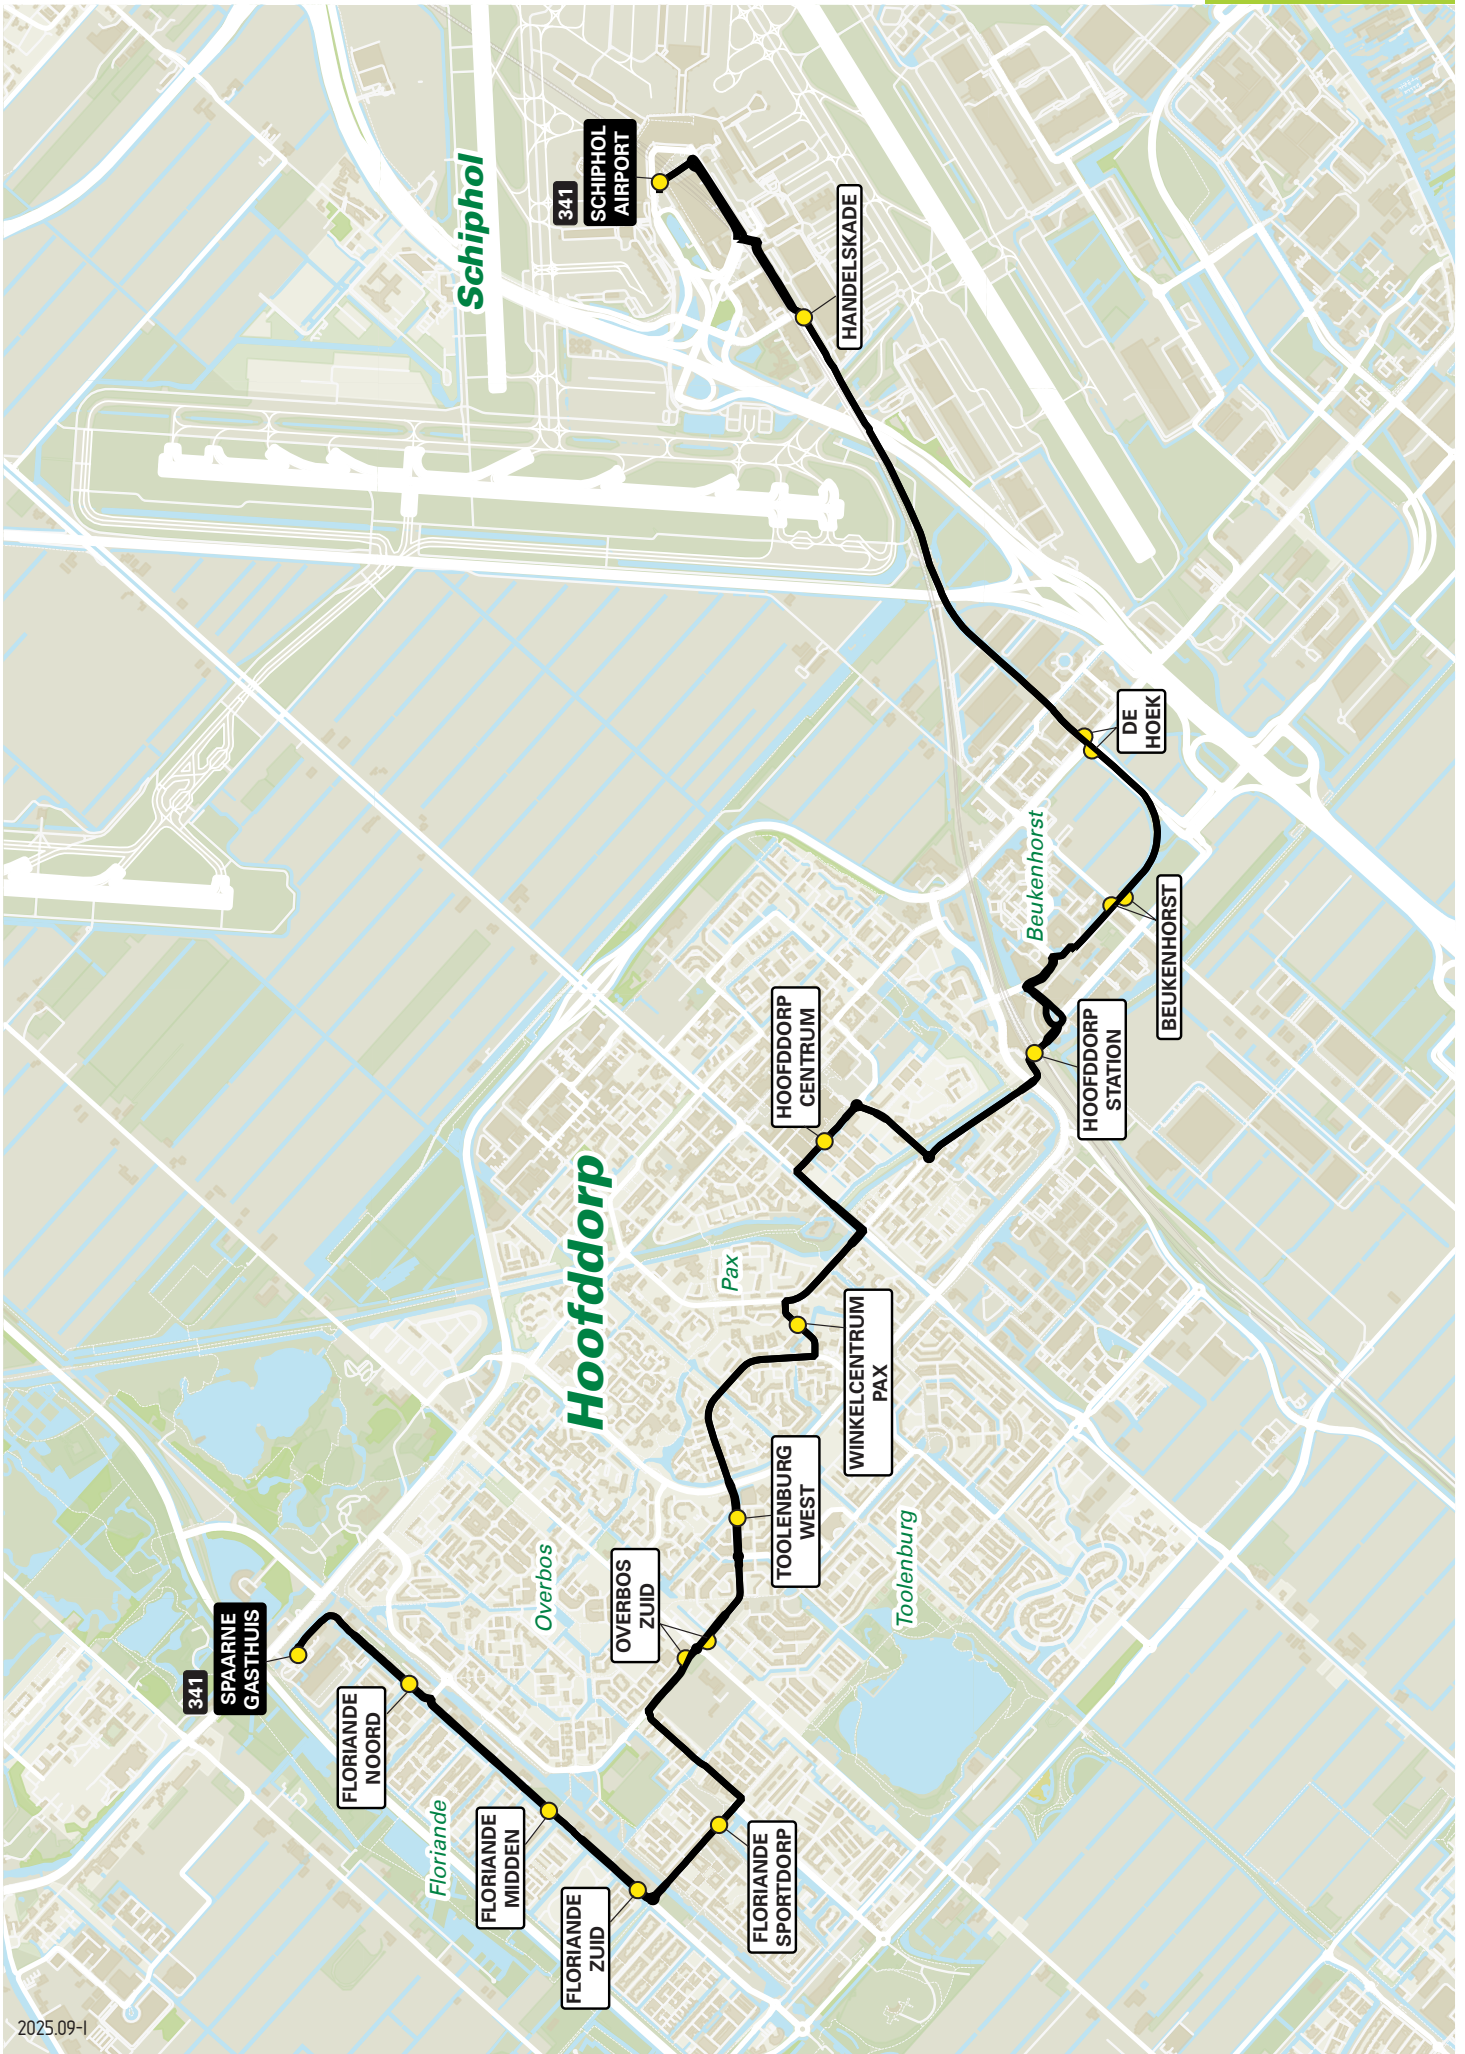 Schiphol
341
SCHIPHOL
AIRPORT
HANDELSKADE
DE
HOEK
Beukenhorst
BEUKENHORST
HOOFDDORP
STATION
HOOFDDORP
CENTRUM
Hoofddorp
Pax
WINKELCENTRUM
PAX
TOOLENBURG
WEST
Toolenburg
Overbos
OVERBOS
ZUID
341
SPAARNE
GASTHUIS
FLORIANDE
NOORD
Floriande
FLORIANDE
MIDDEN
FLORIANDE
ZUID
FLORIANDE
SPORTDORP
2025.09-I